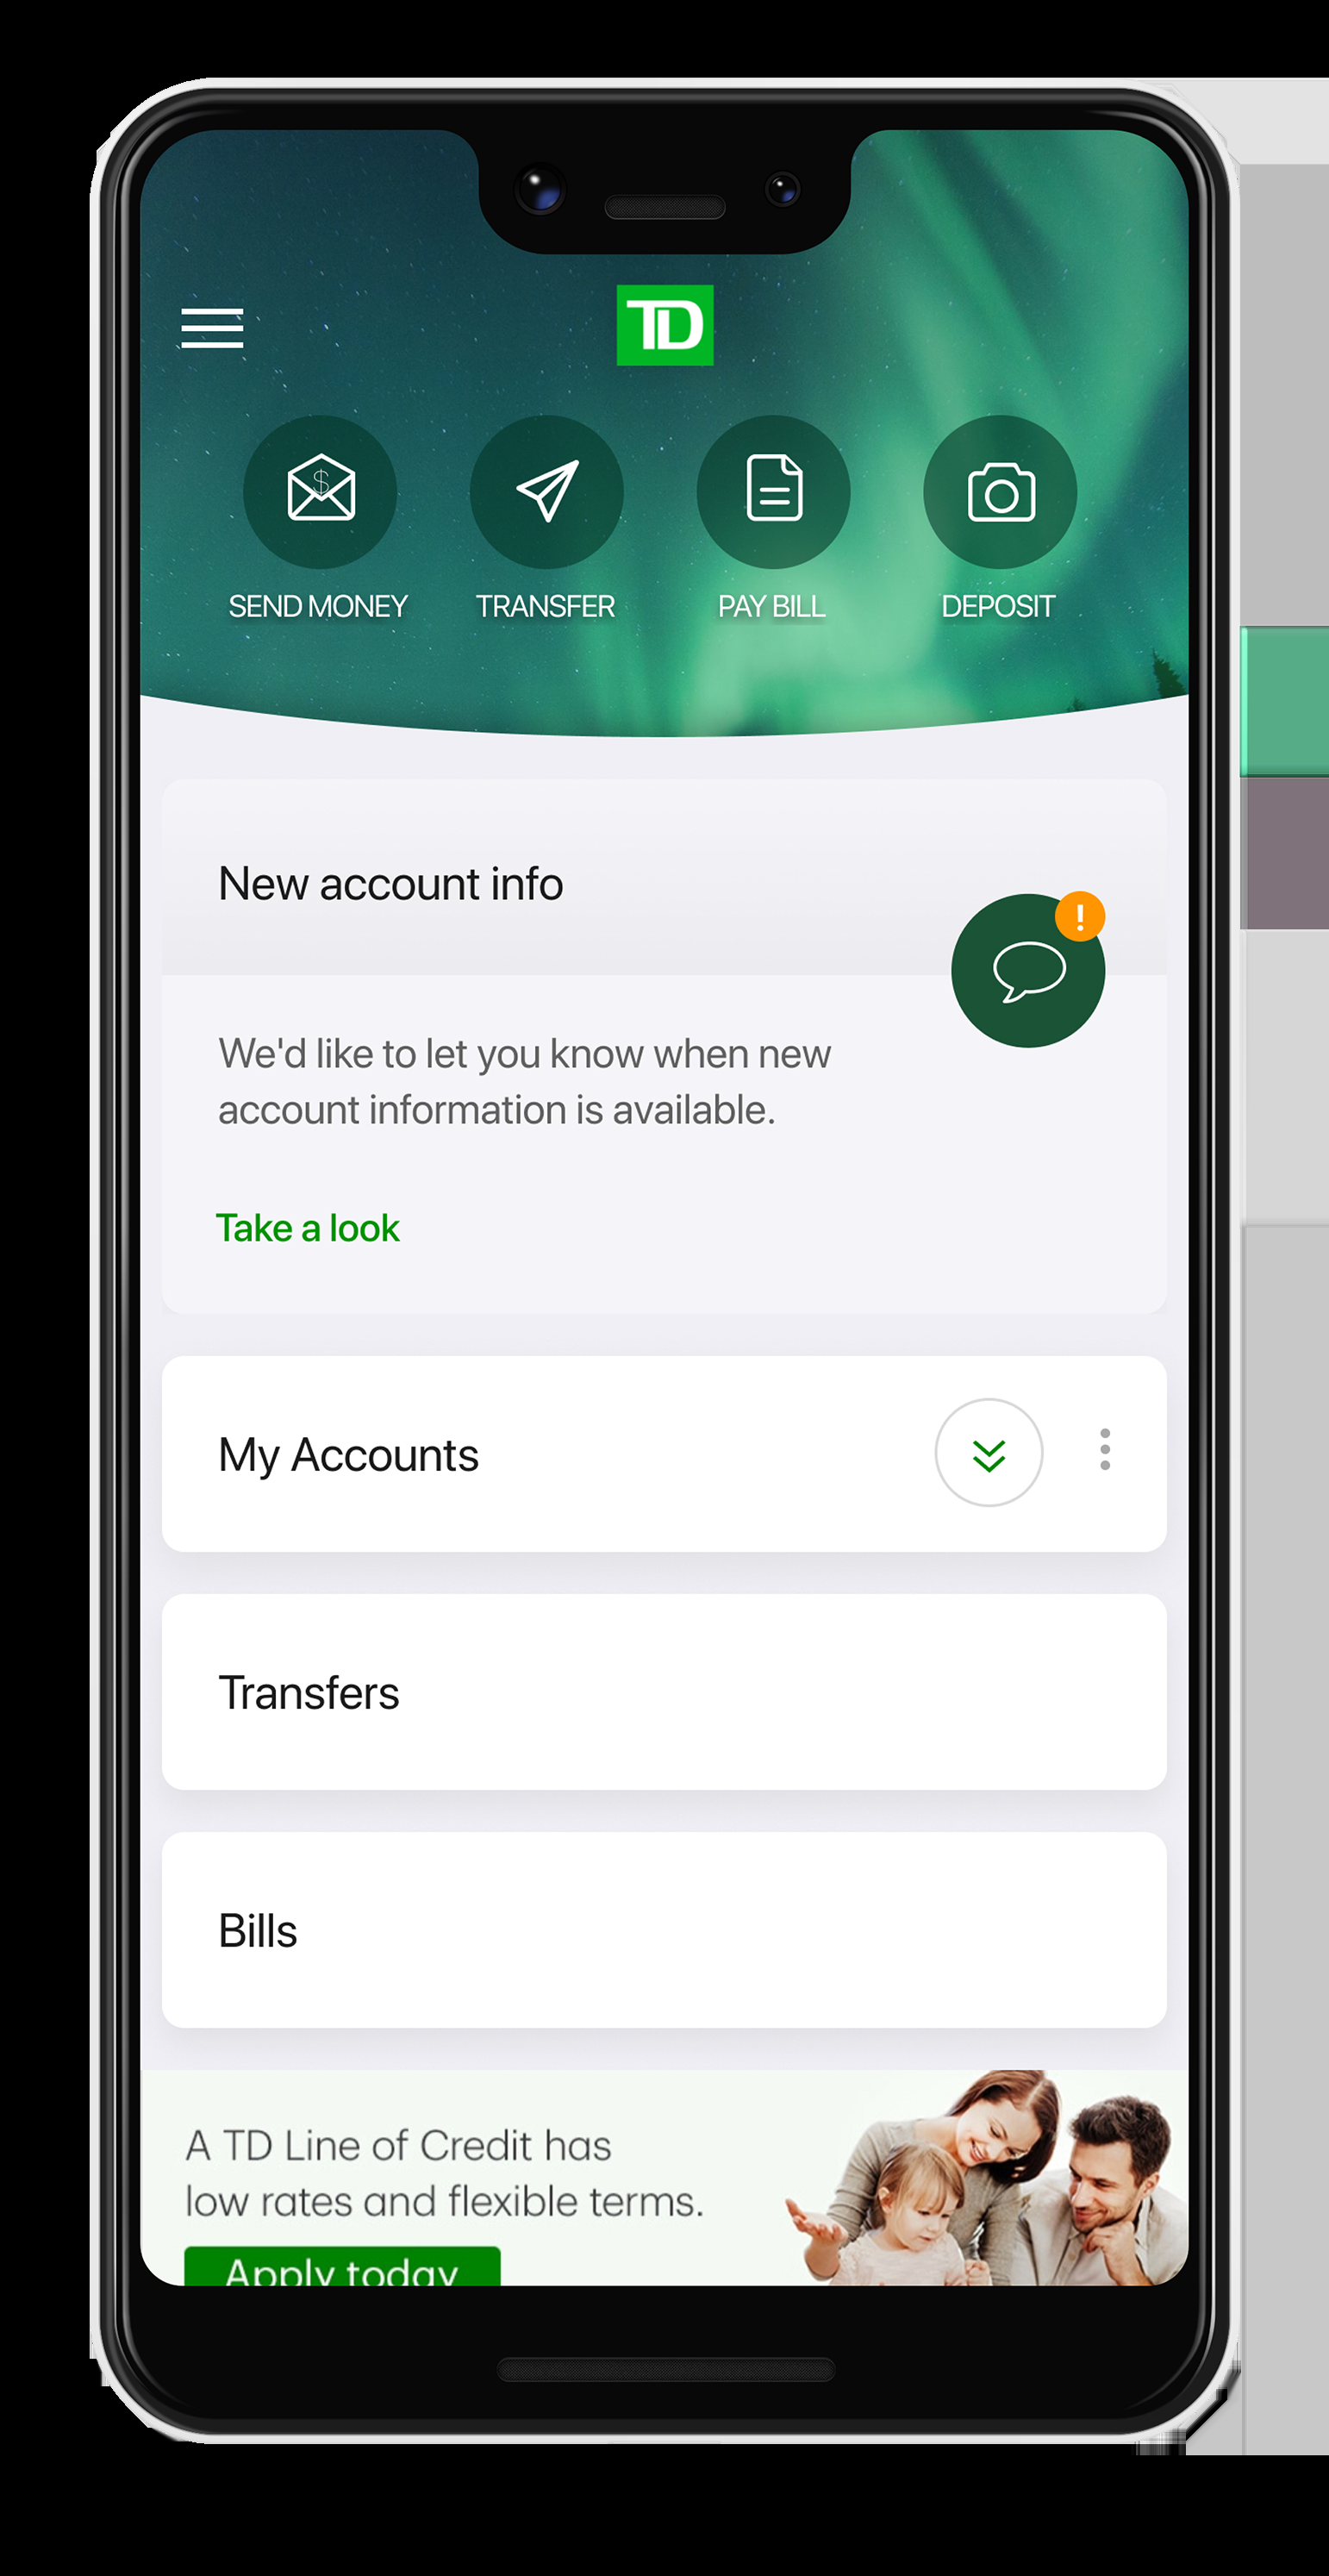 TD
SEND MONEY
TRANSFER
PAY BILL
DEPOSIT
New account info
!
We'd like to let you know when new
account information is available.
Take a look
My Accounts
Transfers
Bills
A TD Line of Credit has
low rates and flexible terms.
Apply today